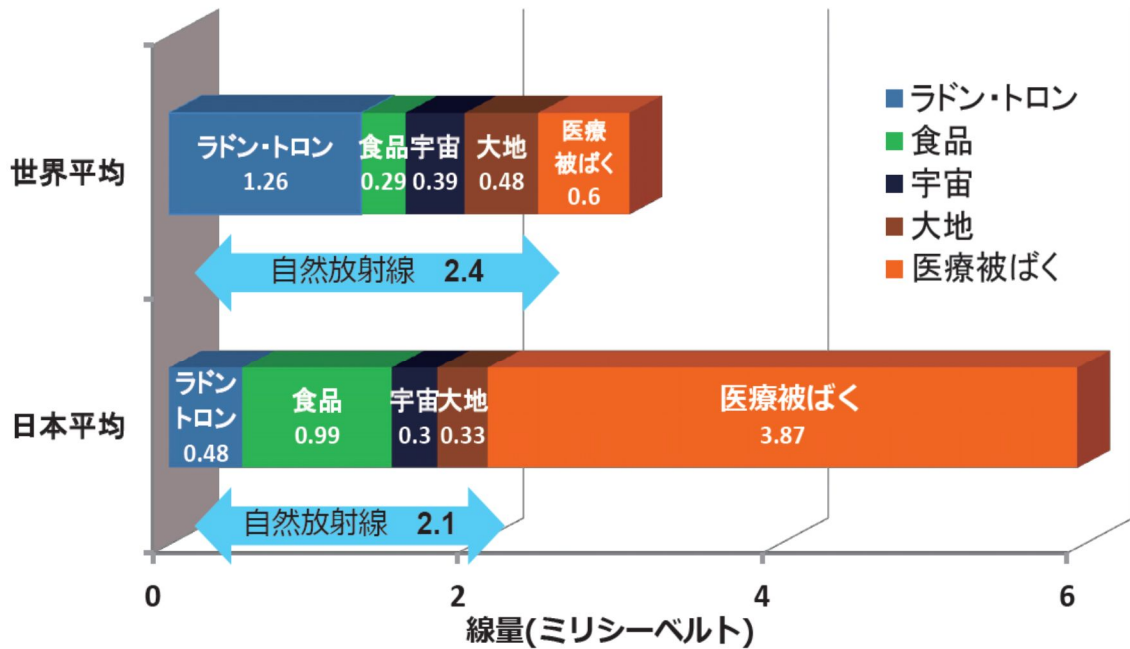 ラドン・トロン
食品
宇宙
大地
医療被ばく
世界平均
ラドン・トロン
1.26
食品
0.29
宇宙
0.39
大地
0.48
医療
被ばく
0.6
自然放射線 2.4
日本平均
ラドン
トロン
0.48
食品
0.99
宇宙
0.3
大地
0.33
医療被ばく
3.87
自然放射線 2.1
0 2 4 6
線量(ミリシーベルト)